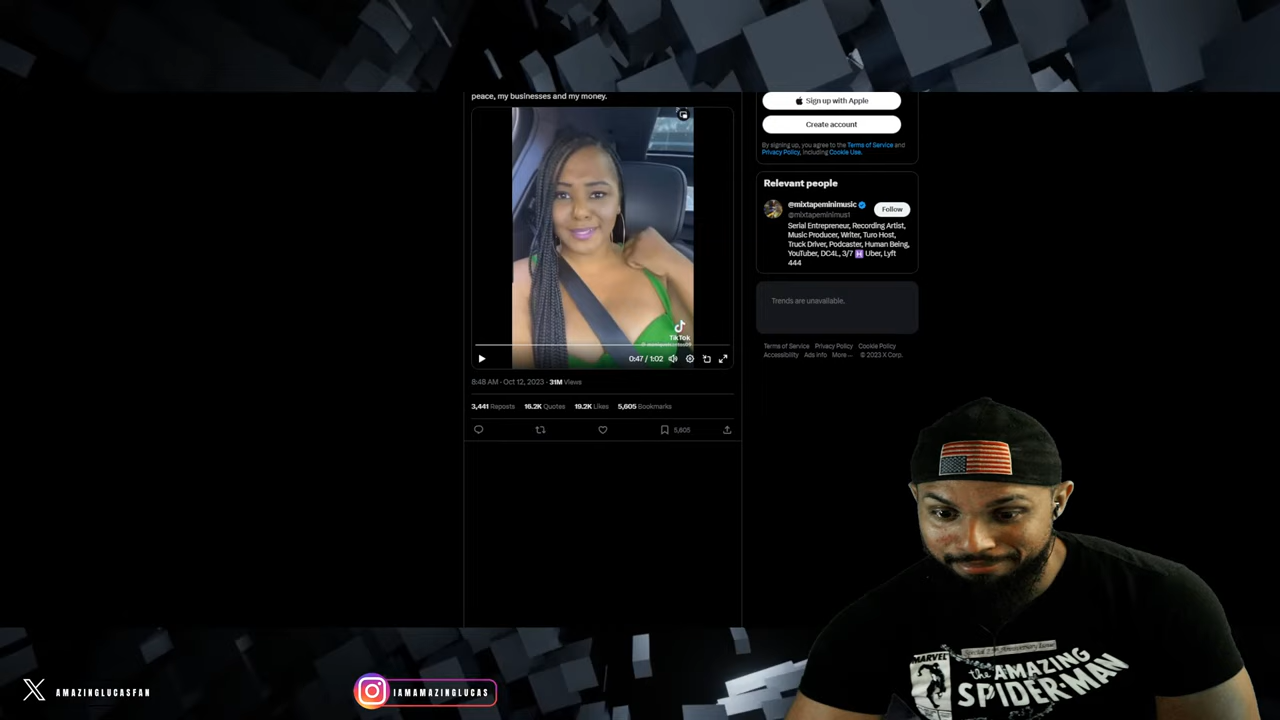 peace, my businesses and my money.
TikTok
0:47 / 1:02
8:48 AM · Oct 12, 2023 · 31M Views
3,441 Reposts 16.2K Quotes 19.2K Likes 5,605 Bookmarks
5,605
Sign up with Apple
Create account
By signing up, you agree to the Terms of Service and
Privacy Policy, including Cookie Use.
Relevant people
@mixtapeminimusic
@mixtapeminimus1
Follow
Serial Entrepreneur, Recording Artist,
Music Producer, Writer, Turo Host,
Truck Driver, Podcaster, Human Being,
YouTuber, DC4L, 3/7 Uber, Lyft
444
Trends are unavailable.
Terms of Service Privacy Policy Cookie Policy
Accessibility Ads info More ... © 2023 X Corp.
MARVEL
the AMAZING
SPIDER-MAN
AMAZINGLUCASFAN
IAMAMAZINGLUCAS